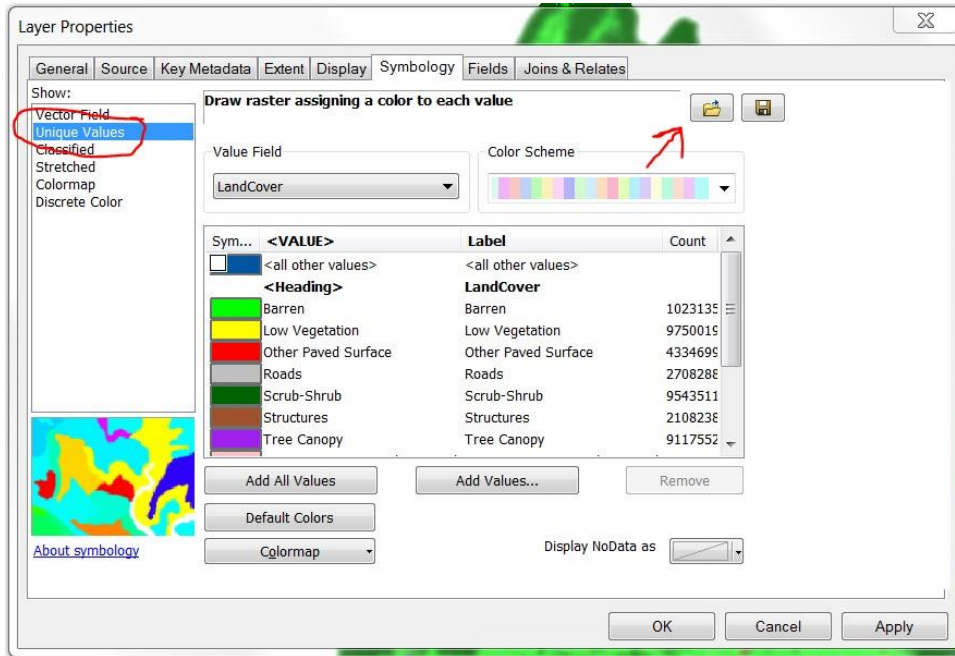 Layer Properties
General Source Key Metadata Extent Display Symbology Fields Joins & Relates
Show:
Vector Field
Unique Values
Classified
Stretched
Colormap
Discrete Color
Draw raster assigning a color to each value
Value Field
Color Scheme
LandCover
Sym... <VALUE> Label Count
<all other values> <all other values>
<Heading> LandCover
Barren Barren 1023135
Low Vegetation Low Vegetation 9750019
Other Paved Surface Other Paved Surface 4334699
Roads Roads 2708288
Scrub-Shrub Scrub-Shrub 9543511
Structures Structures 2108238
Tree Canopy Tree Canopy 9117552
Add All Values Add Values... Remove
Default Colors
Colormap
Display NoData as
About symbology
OK Cancel Apply